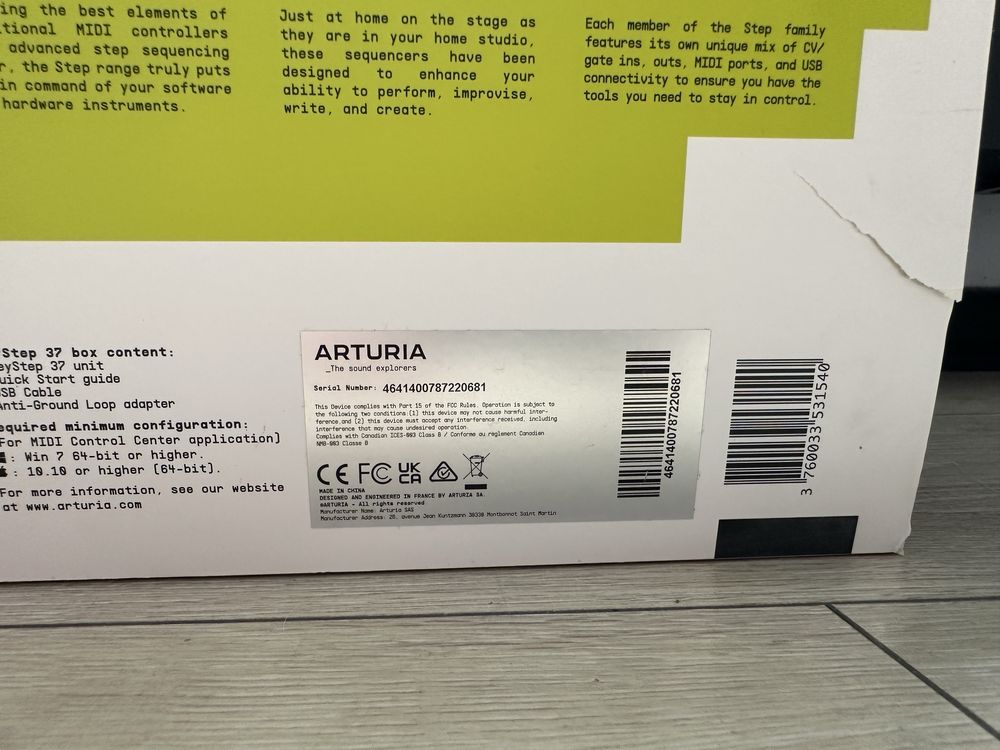 ing the best elements of
tional MIDI controllers
advanced step sequencing
r, the Step range truly puts
in command of your software
hardware instruments.
Just at home on the stage as
they are in your home studio,
these sequencers have been
designed to enhance your
ability to perform, improvise,
write, and create.
Each member of the Step family
features its own unique mix of CV/
gate ins, outs, MIDI ports, and USB
connectivity to ensure you have the
tools you need to stay in control.
Step 37 box content:
eyStep 37 unit
uick Start guide
USB Cable
Anti-Ground Loop adapter
equired minimum configuration:
[For MIDI Control Center application]
: Win 7 64-bit or higher.
: 10.10 or higher [64-bit].
For more information, see our website
at www.arturia.com
ARTURIA
_The sound explorers
Serial Number: 4641400787220681
This Device complies with Part 15 of the FCC Rules. Operation is subject to
the following two conditions:(1) this device may not cause harmful inter-
ference,and (2) this device must accept any interference received, including
interference that may cause undesired operation.
Complies with Canadian ICES-003 Class B / Conforme au règlement Canadien
NMB-003 Classe B
CE FC UK CA
MADE IN CHINA
DESIGNED AND ENGINEERED IN FRANCE BY ARTURIA SA.
©ARTURIA - All rights reserved
Manufacturer Name: Arturia SAS
Manufacturer Address: 26, avenue Jean Kuntzmann 38330 Montbonnot Saint Martin
4641400787220681
3 760033 531540